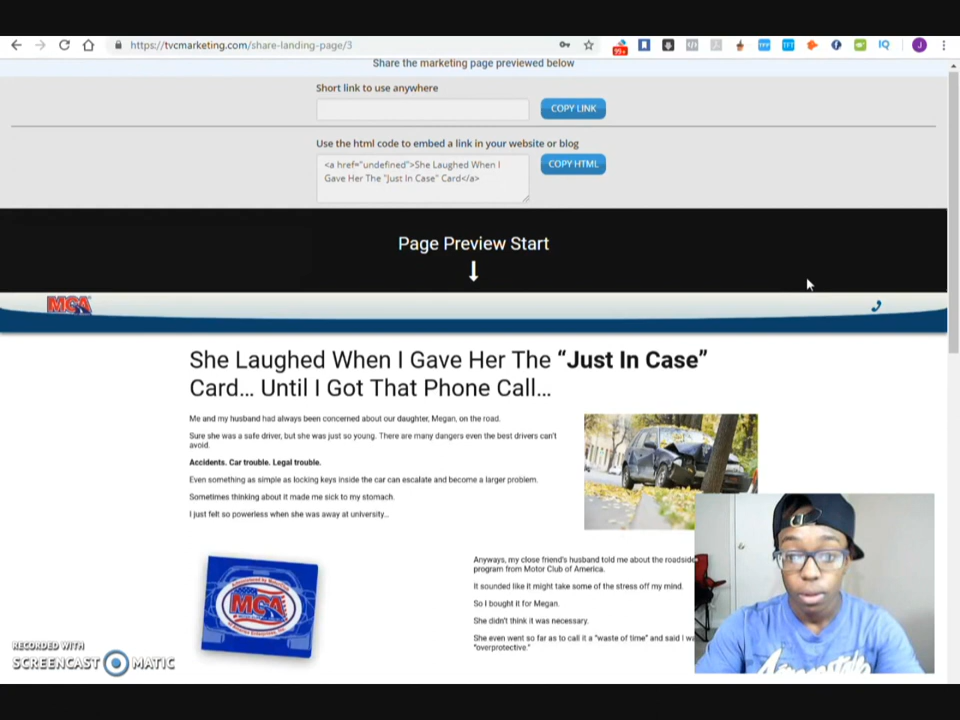 https://tvcmarketing.com/share-landing-page/3
95+
TPP
TFT
IQ
J
Share the marketing page previewed below
Short link to use anywhere
COPY LINK
Use the html code to embed a link in your website or blog
<a href="undefined">She Laughed When I
Gave Her The "Just In Case" Card</a>
COPY HTML
Page Preview Start
MCA
She Laughed When I Gave Her The “Just In Case”
Card... Until I Got That Phone Call...
Me and my husband had always been concerned about our daughter, Megan, on the road.
Sure she was a safe driver, but she was just so young. There are many dangers even the best drivers can't
avoid.
Accidents. Car trouble. Legal trouble.
Even something as simple as locking keys inside the car can escalate and become a larger problem.
Sometimes thinking about it made me sick to my stomach.
I just felt so powerless when she was away at university...
MCA
Anyways, my close friend's husband told me about the roadside
program from Motor Club of America.
It sounded like it might take some of the stress off my mind.
So I bought it for Megan.
She didn't think it was necessary.
She even went so far as to call it a "waste of time" and said I wa
"overprotective."
RECORDED WITH
SCREENCAST MATIC